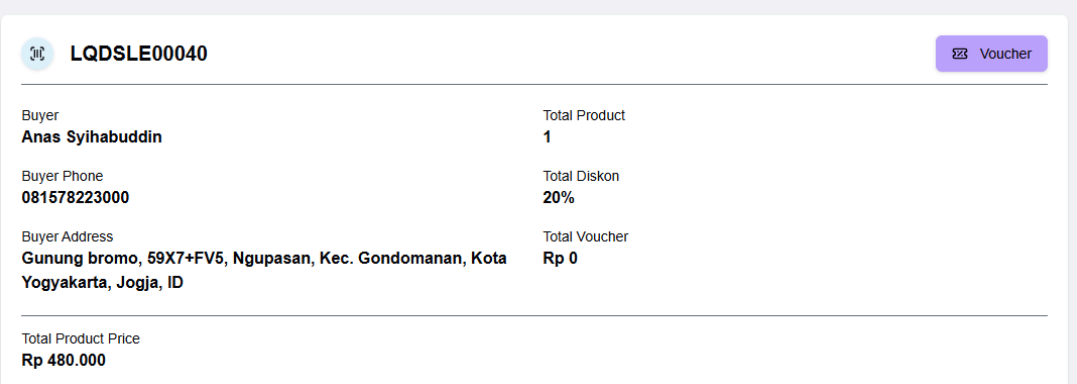 LQDSLE00040
Voucher
Buyer
Anas Syihabuddin
Buyer Phone
081578223000
Buyer Address
Gunung bromo, 59X7+FV5, Ngupasan, Kec. Gondomanan, Kota
Yogyakarta, Jogja, ID
Total Product
1
Total Diskon
20%
Total Voucher
Rp 0
Total Product Price
Rp 480.000